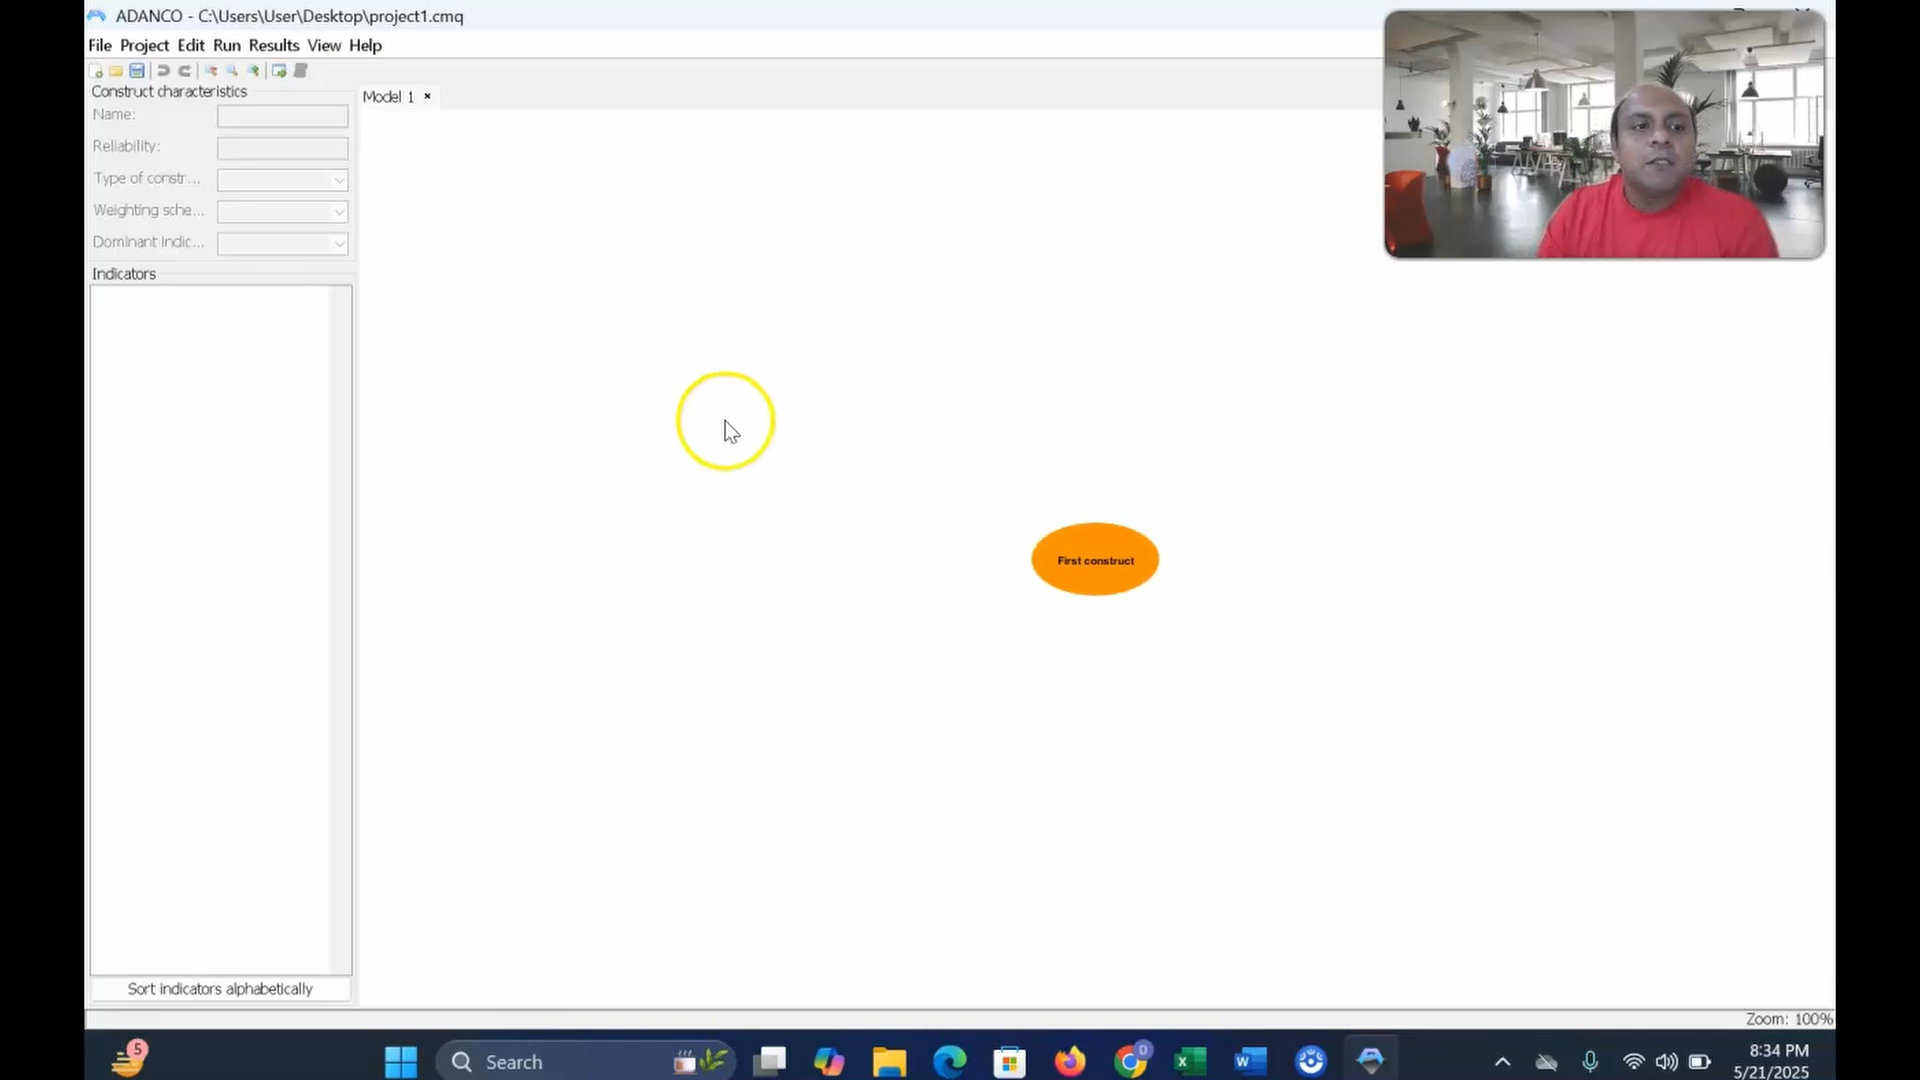 ADANCO - C:\Users\User\Desktop\project1.cmq
File Project Edit Run Results View Help
Construct characteristics
Name:
Reliability:
Type of constr...
Weighting sche...
Dominant Indic...
Indicators
Sort indicators alphabetically
Model 1
First construct
Zoom: 100%
5
Search
D
8:34 PM
5/21/2025